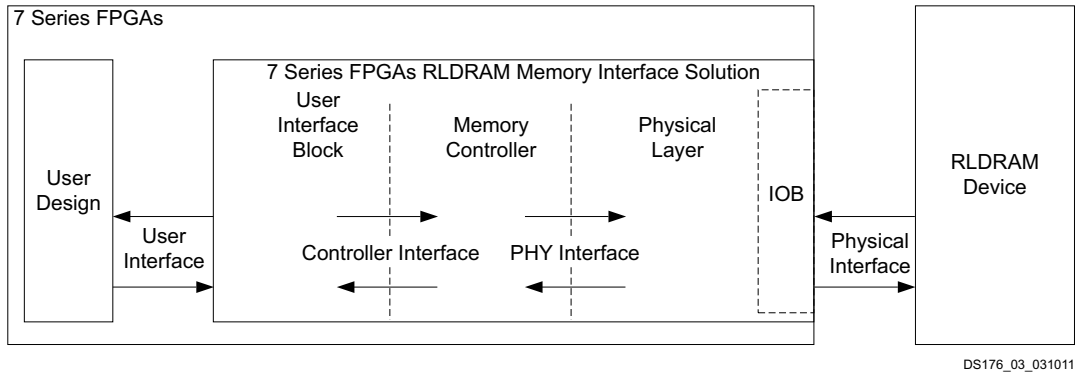 7 Series FPGAs
7 Series FPGAs RLDRAM Memory Interface Solution
User
Interface
Block
Memory
Controller
Physical
Layer
User
Design
IOB
RLDRAM
Device
User
Interface
Controller Interface
PHY Interface
Physical
Interface
DS176_03_031011